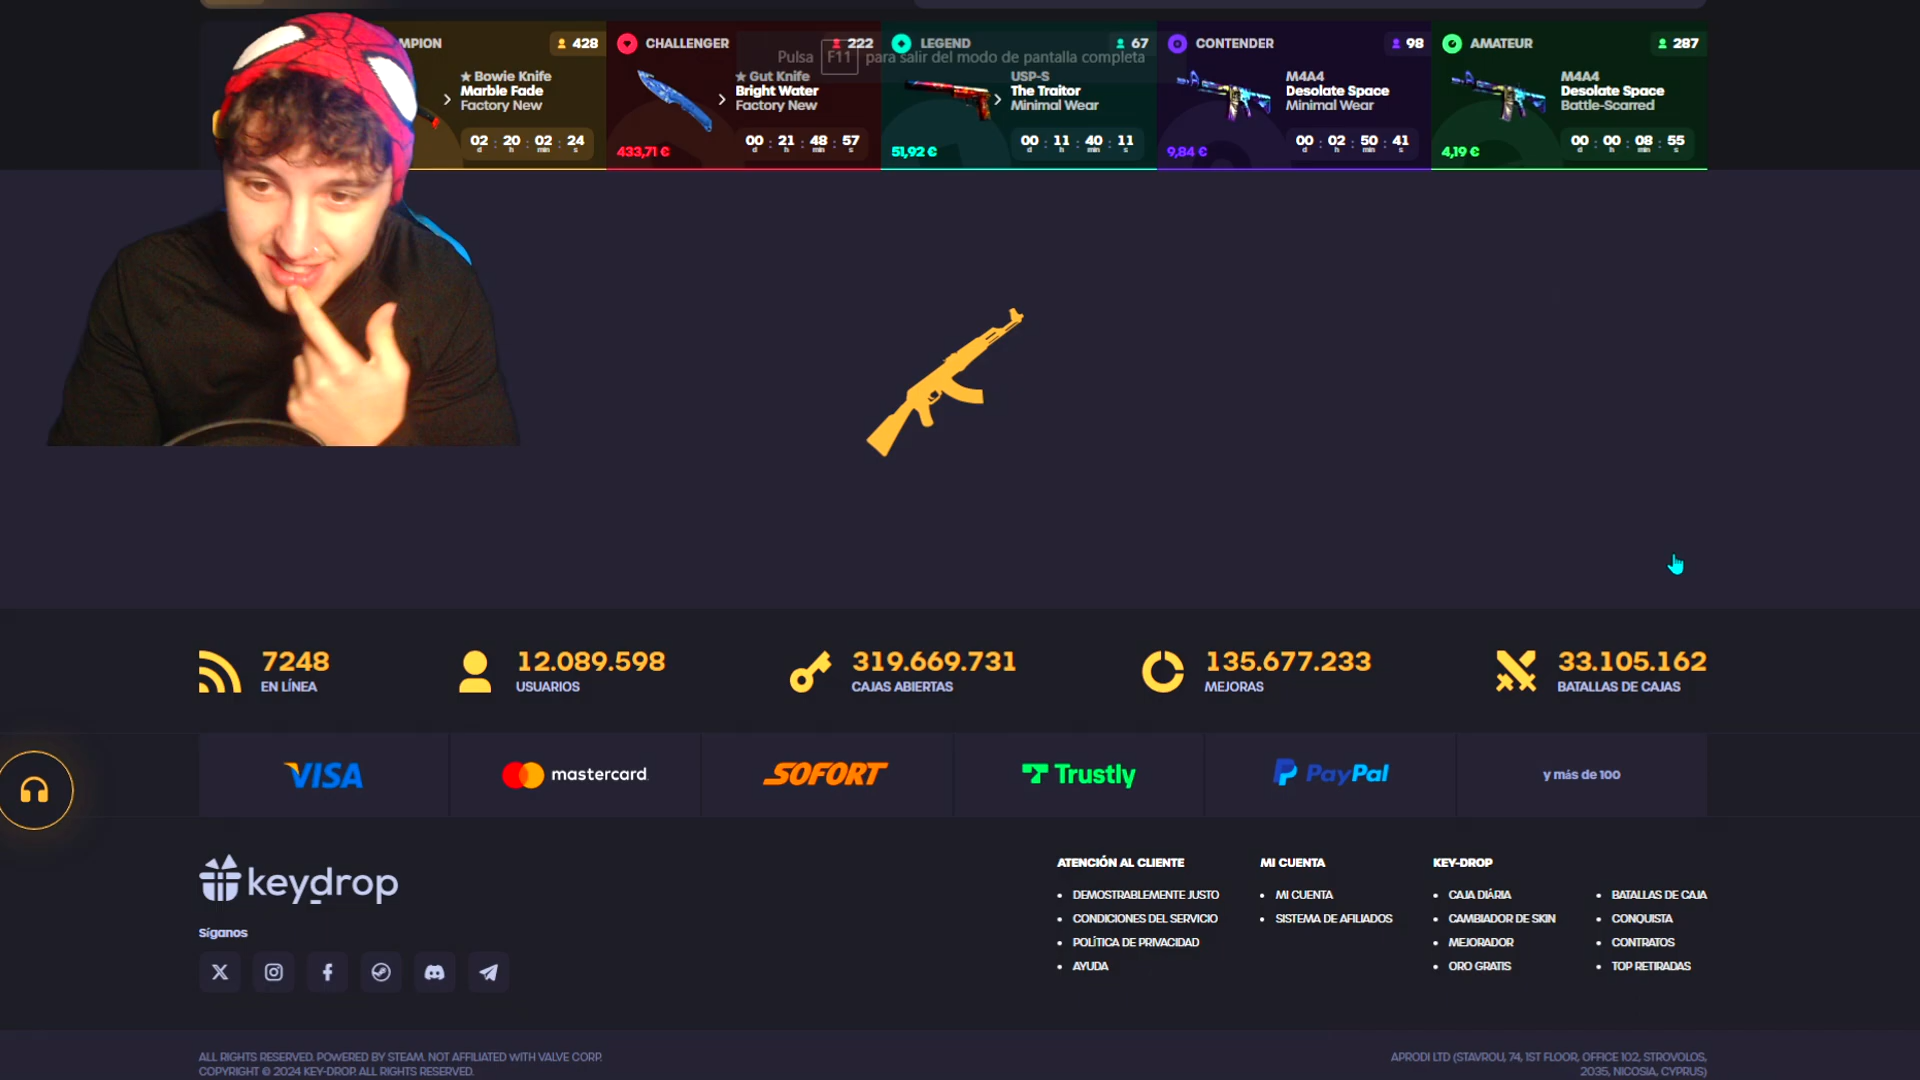 MPION
428
★ Bowie Knife
Marble Fade
Factory New
02 : 20 : 02 : 24
d h min s
CHALLENGER
222
★ Gut Knife
Bright Water
Factory New
433,71 €
00 : 21 : 48 : 57
d h min s
Pulsa F11 para salir del modo de pantalla completa
LEGEND
67
USP-S
The Traitor
Minimal Wear
51,92 €
00 : 11 : 40 : 11
d h min s
CONTENDER
98
M4A4
Desolate Space
Minimal Wear
9,84 €
00 : 02 : 50 : 41
d h min s
AMATEUR
287
M4A4
Desolate Space
Battle-Scarred
4,19 €
00 : 00 : 08 : 55
d h min s
7248
EN LÍNEA
12.089.598
USUARIOS
319.669.731
CAJAS ABIERTAS
135.677.233
MEJORAS
33.105.162
BATALLAS DE CAJAS
VISA
mastercard
SOFORT
Trustly
PayPal
y más de 100
keydrop
Síganos
ATENCIÓN AL CLIENTE
DEMOSTRABLEMENTE JUSTO
CONDICIONES DEL SERVICIO
POLÍTICA DE PRIVACIDAD
AYUDA
MI CUENTA
MI CUENTA
SISTEMA DE AFILIADOS
KEY-DROP
CAJA DIÁRIA
CAMBIADOR DE SKIN
MEJORADOR
ORO GRATIS
BATALLAS DE CAJA
CONQUISTA
CONTRATOS
TOP RETIRADAS
ALL RIGHTS RESERVED. POWERED BY STEAM. NOT AFFILIATED WITH VALVE CORP.
COPYRIGHT © 2024 KEY-DROP. ALL RIGHTS RESERVED.
APRODI LTD (STAVROU, 74, 1ST FLOOR, OFFICE 102, STROVOLOS,
2035, NICOSIA, CYPRUS)